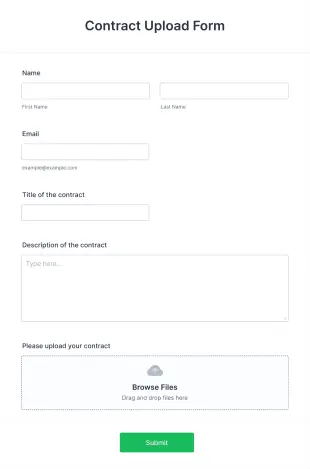 Contract Upload Form
Name
First Name
Last Name
Email
example@example.com
Title of the contract
Description of the contract
Type here...
Please upload your contract
Browse Files
Drag and drop files here
Submit